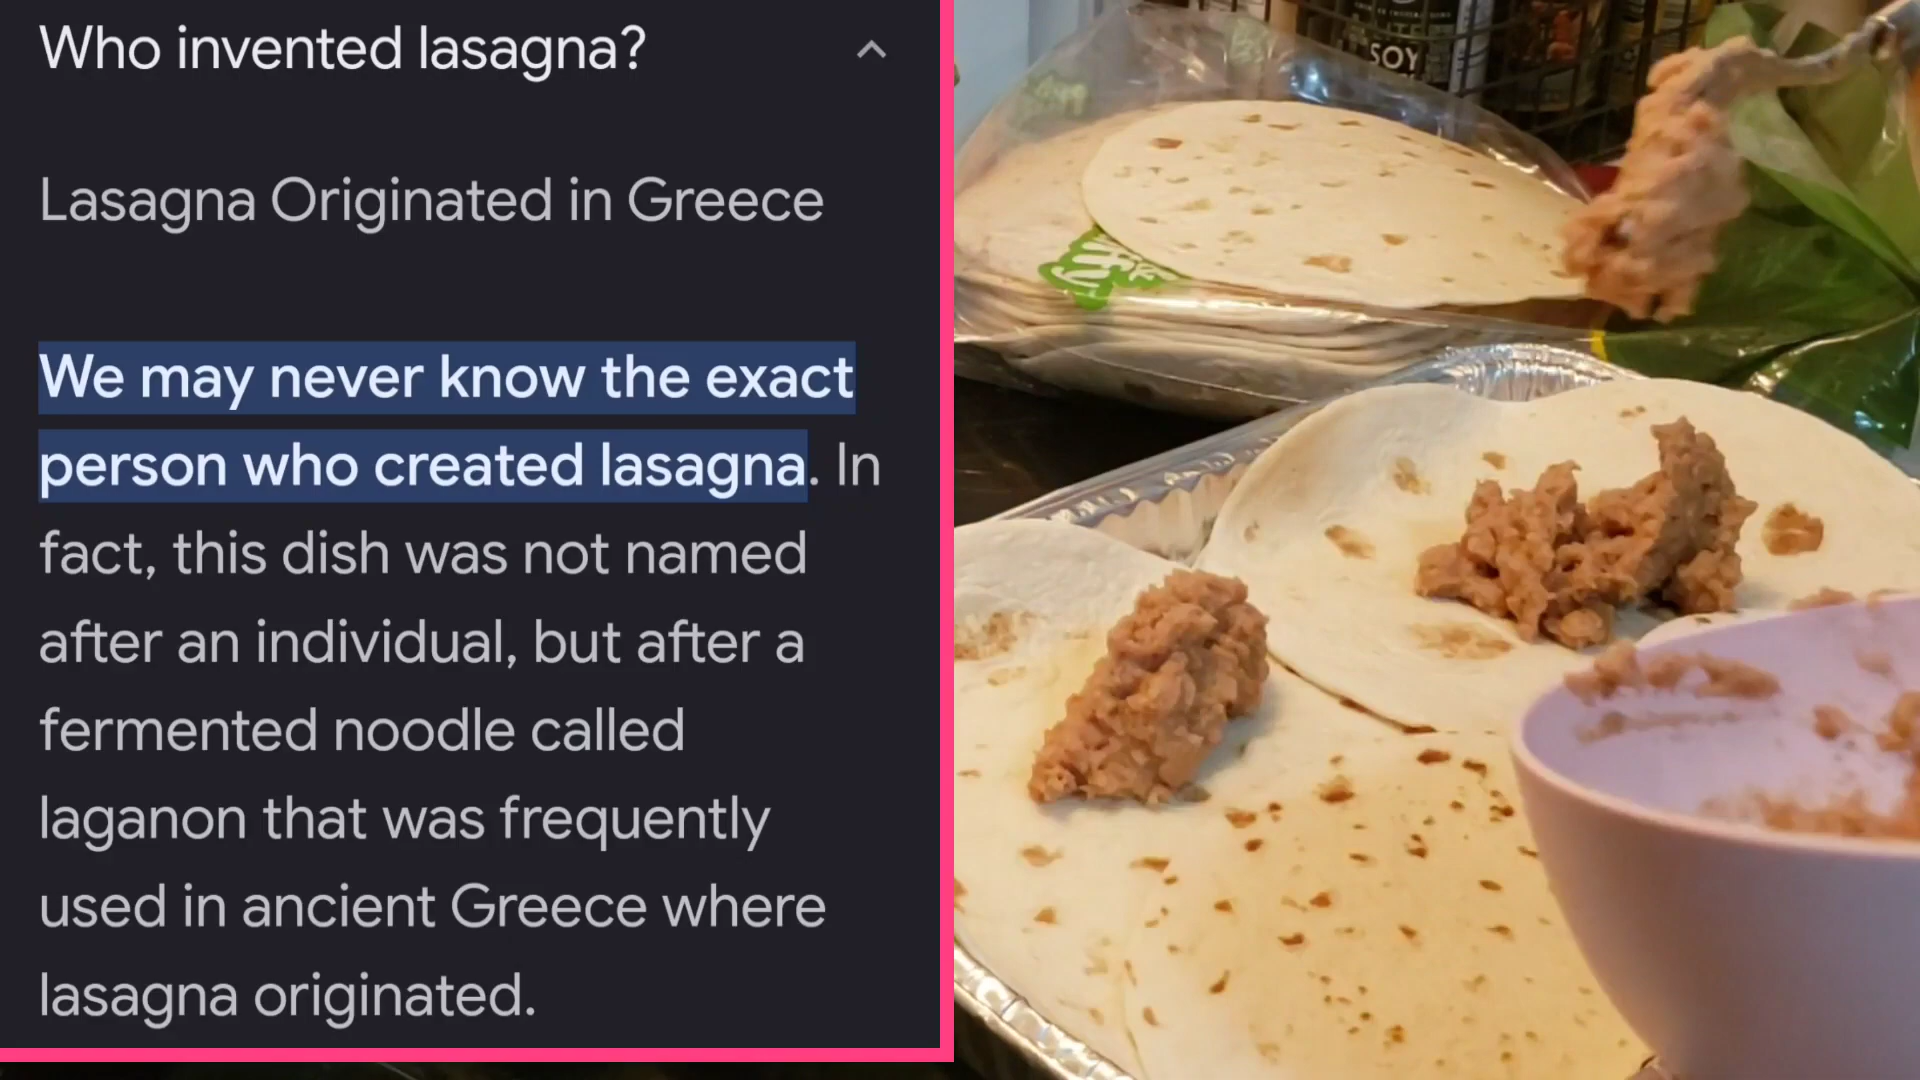 Who invented lasagna?
Lasagna Originated in Greece
We may never know the exact
person who created lasagna. In
fact, this dish was not named
after an individual, but after a
fermented noodle called
laganon that was frequently
used in ancient Greece where
lasagna originated.
SOY